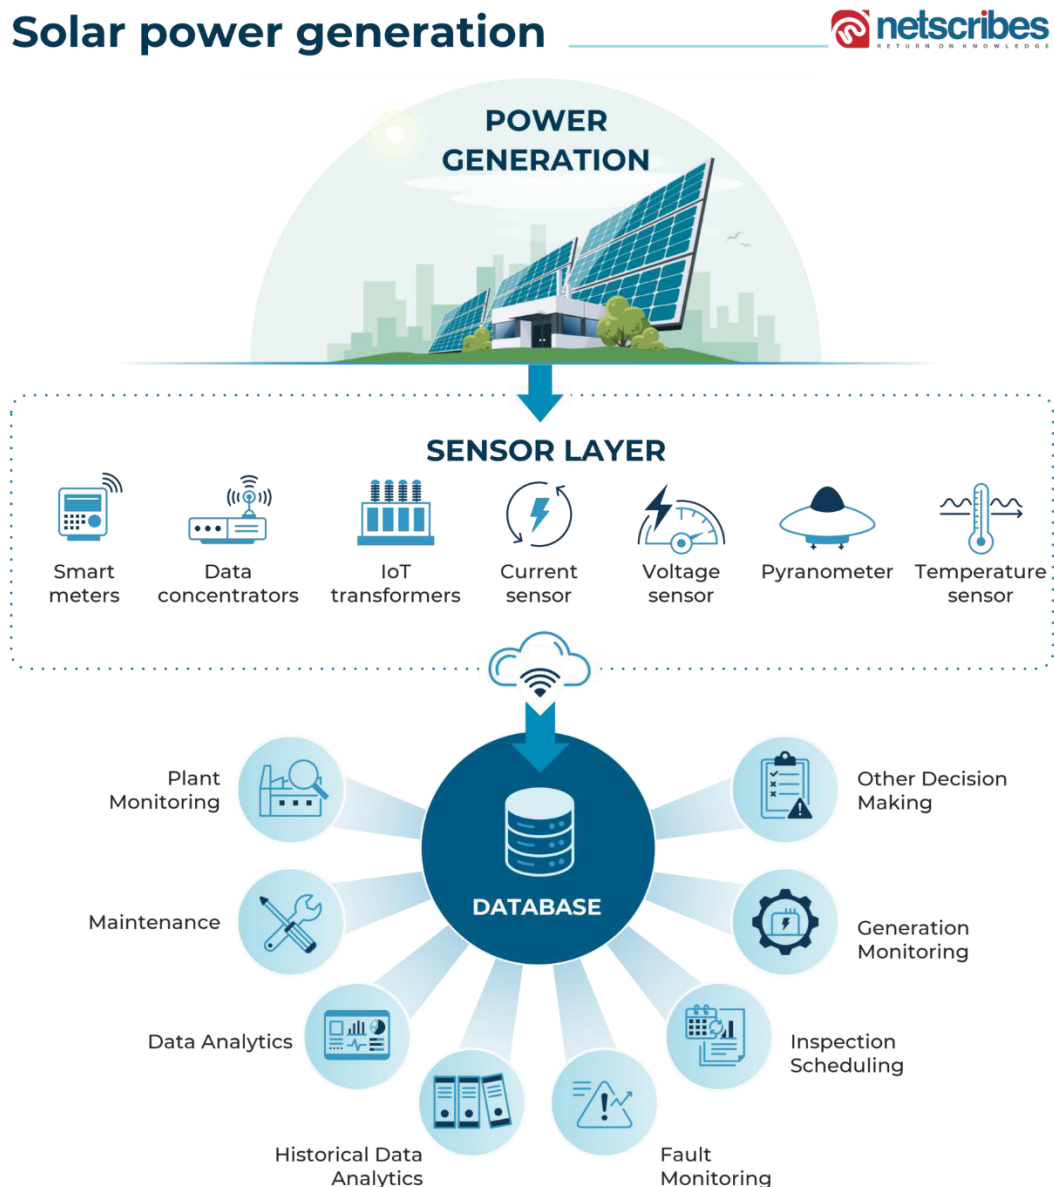 Solar power generation
netscribes
RETURN ON KNOWLEDGE
POWER
GENERATION
SENSOR LAYER
Smart
meters
Data
concentrators
IoT
transformers
Current
sensor
Voltage
sensor
Pyranometer
Temperature
sensor
DATABASE
Plant
Monitoring
Maintenance
Data Analytics
Historical Data
Analytics
Fault
Monitoring
Inspection
Scheduling
Generation
Monitoring
Other Decision
Making